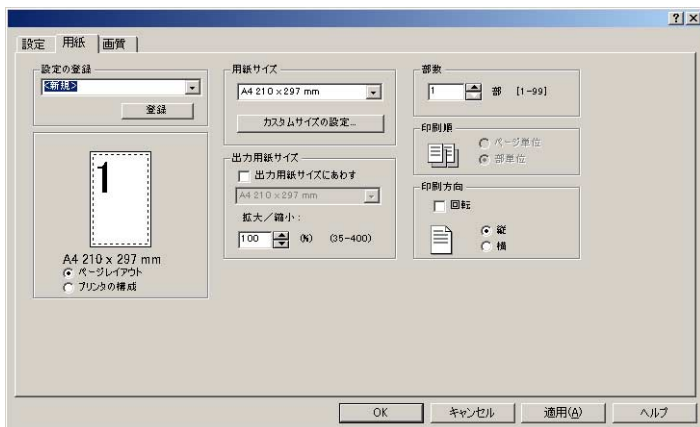 設定 用紙 画質
設定の登録
<新規>
登録
1
A4 210 x 297 mm
ページレイアウト
プリンタの構成
用紙サイズ
A4 210 x 297 mm
カスタムサイズの設定...
出力用紙サイズ
出力用紙サイズにあわす
A4 210 x 297 mm
拡大/縮小:
100 (%) (35-400)
部数
1 部 [1-99]
印刷順
ページ単位
部単位
印刷方向
回転
縦
横
OK キャンセル 適用(A) ヘルプ